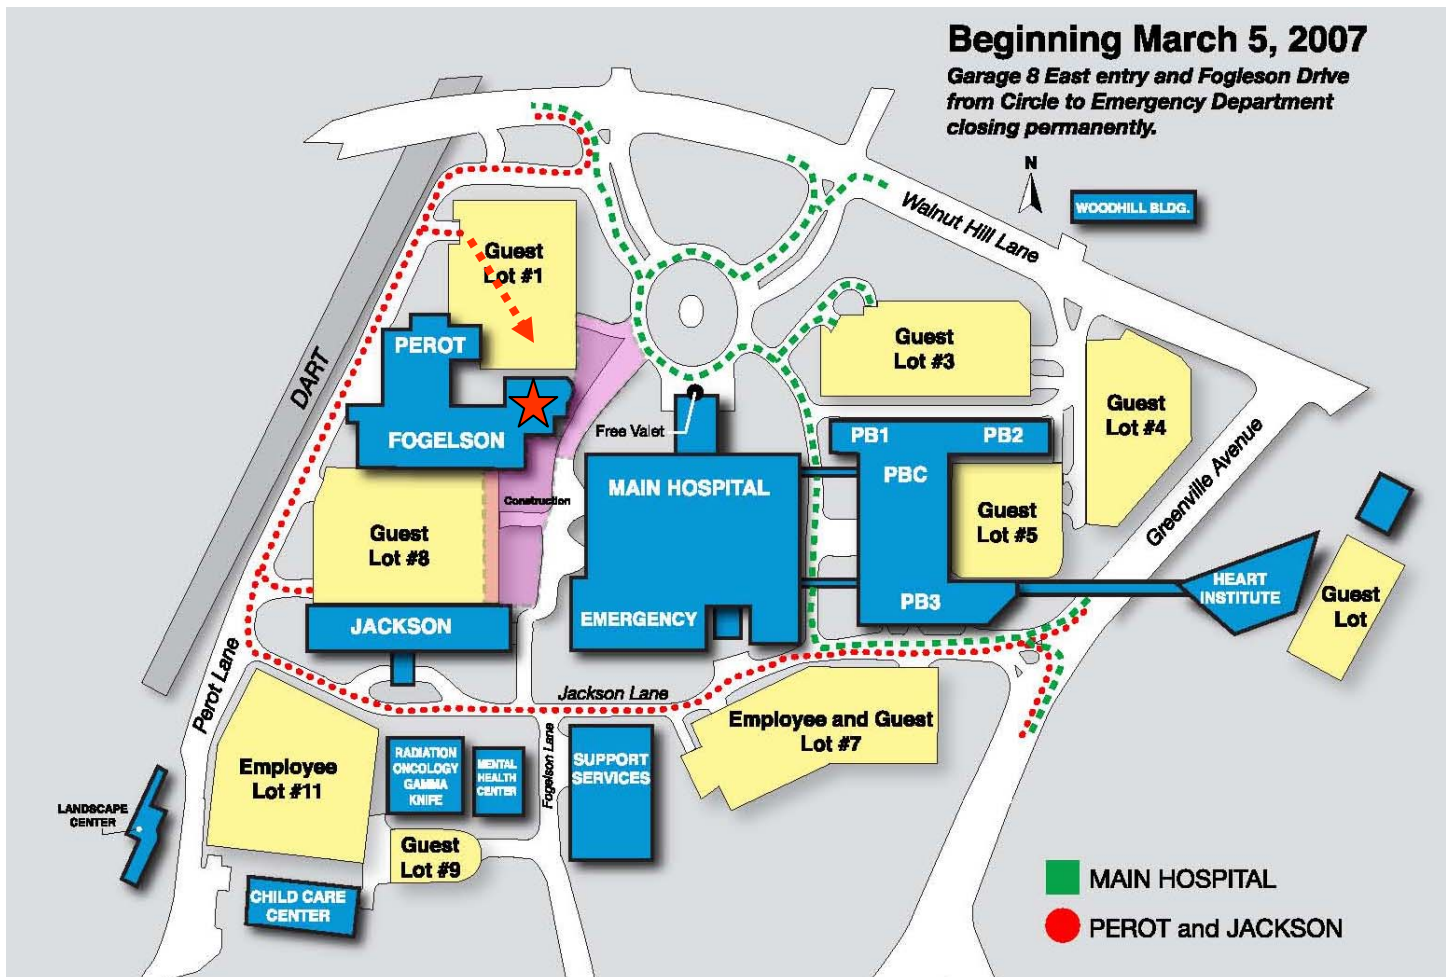 Beginning March 5, 2007
Garage 8 East entry and Fogleson Drive
from Circle to Emergency Department
closing permanently.
N
WOODHILL BLDG.
Walnut Hill Lane
Guest
Lot #1
PEROT
DART
Guest
Lot #3
Guest
Lot #4
Free Valet
FOGELSON
PB1
PB2
PBC
MAIN HOSPITAL
Construction
Guest
Lot #5
Greenville Avenue
Guest
Lot #8
HEART
INSTITUTE
Guest
Lot
PB3
EMERGENCY
JACKSON
Perot Lane
Jackson Lane
Employee and Guest
Lot #7
Employee
Lot #11
RADIATION
ONCOLOGY
GAMMA
KNIFE
MENTAL
HEALTH
CENTER
Fogelson Lane
SUPPORT
SERVICES
LANDSCAPE
CENTER
Guest
Lot #9
CHILD CARE
CENTER
MAIN HOSPITAL
PEROT and JACKSON